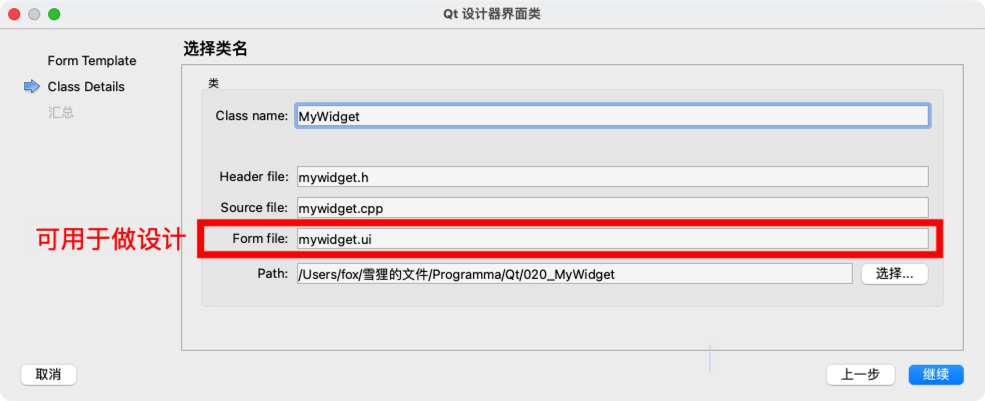 Qt 设计器界面类
Form Template
Class Details
汇总
选择类名
类
Class name: MyWidget
Header file: mywidget.h
Source file: mywidget.cpp
可用于做设计
Form file: mywidget.ui
Path: /Users/fox/雪狸的文件/Programma/Qt/020_MyWidget 选择...
取消 上一步 继续